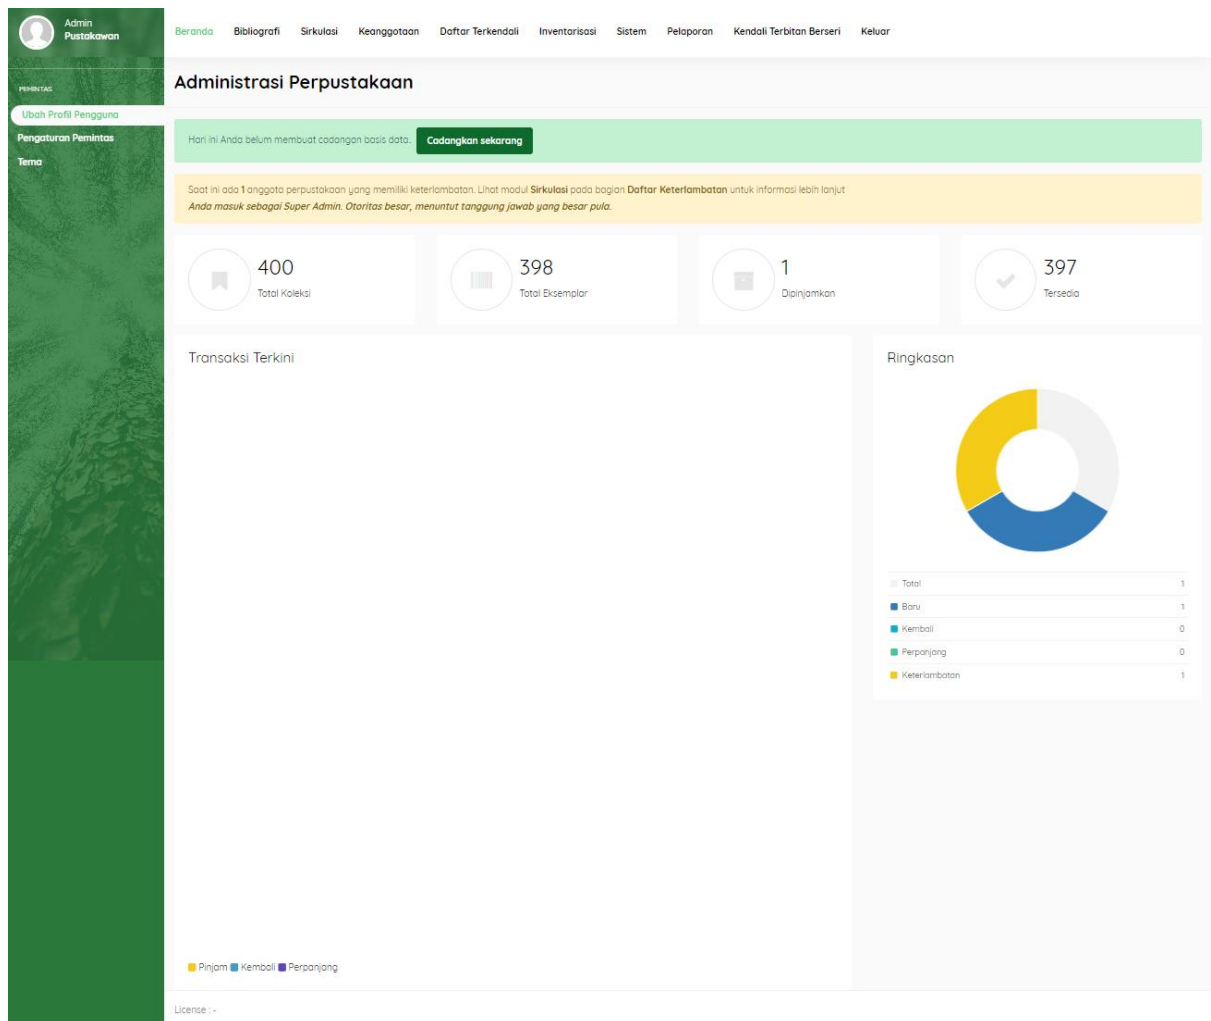 Admin
Pustakawan
Beranda Bibliografi Sirkulasi Keanggotaan Daftar Terkendali Inventarisasi Sistem Pelaporan Kendali Terbitan Berseri Keluar
PEMINTAS
Ubah Profil Pengguna
Pengaturan Pemintas
Tema
Administrasi Perpustakaan
Hari ini Anda belum membuat cadangan basis data. Cadangkan sekarang
Saat ini ada 1 anggota perpustakaan yang memiliki keterlambatan. Lihat modul Sirkulasi pada bagian Daftar Keterlambatan untuk informasi lebih lanjut
Anda masuk sebagai Super Admin. Otoritas besar, menuntut tanggung jawab yang besar pula.
400
Total Koleksi
398
Total Eksemplar
1
Dipinjamkan
397
Tersedia
Transaksi Terkini
Pinjam Kembali Perpanjang
Ringkasan
Total 1
Baru 1
Kembali 0
Perpanjang 0
Keterlambatan 1
License : -